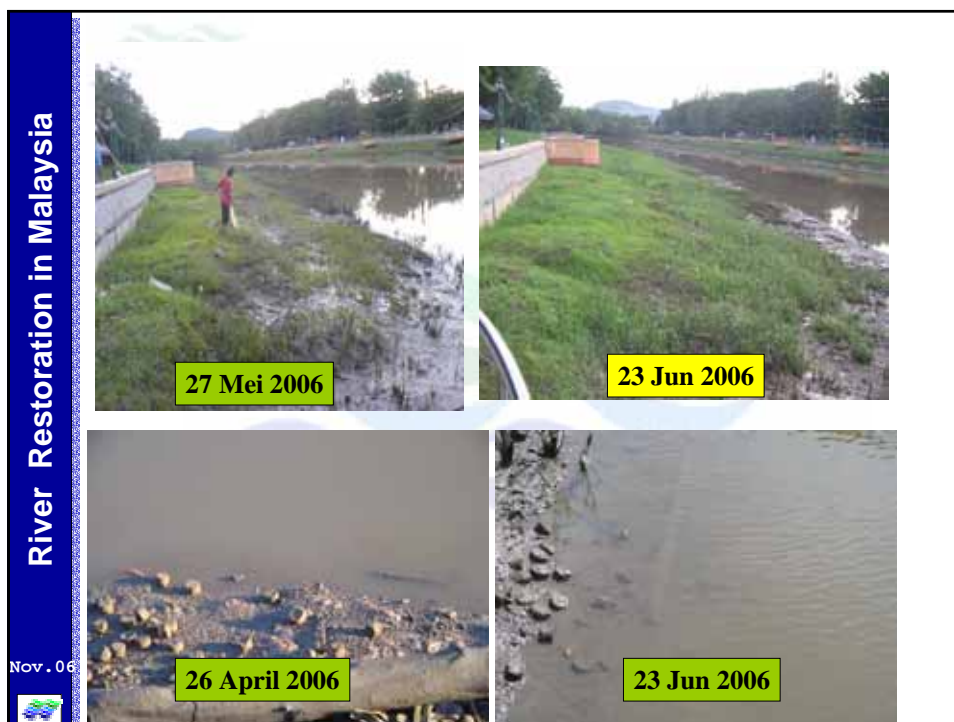 River Restoration in Malaysia
27 Mei 2006
23 Jun 2006
26 April 2006
23 Jun 2006
Nov.06